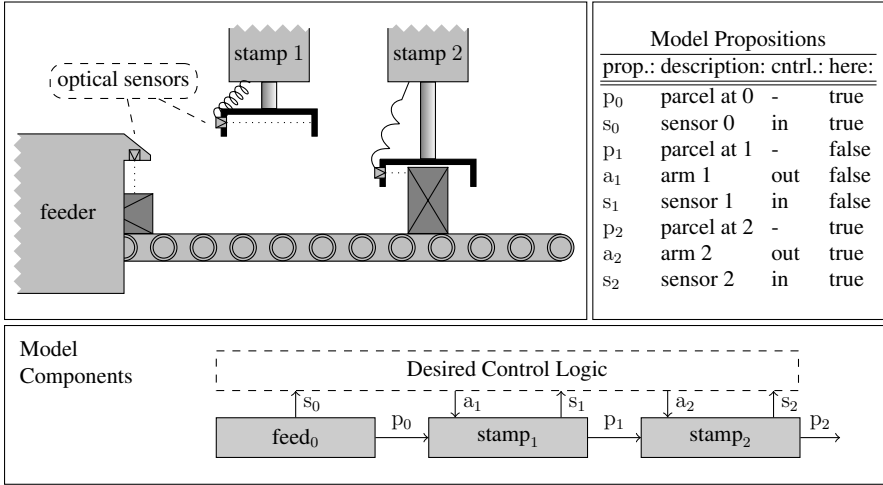 stamp 1
stamp 2
optical sensors
feeder
Model Propositions
prop.: description: cntrl.: here:
p₀ parcel at 0 - true
s₀ sensor 0 in true
p₁ parcel at 1 - false
a₁ arm 1 out false
s₁ sensor 1 in false
p₂ parcel at 2 - true
a₂ arm 2 out true
s₂ sensor 2 in true
Model
Components
Desired Control Logic
s₀ a₁ s₁ a₂ s₂
feed₀ p₀ stamp₁ p₁ stamp₂ p₂